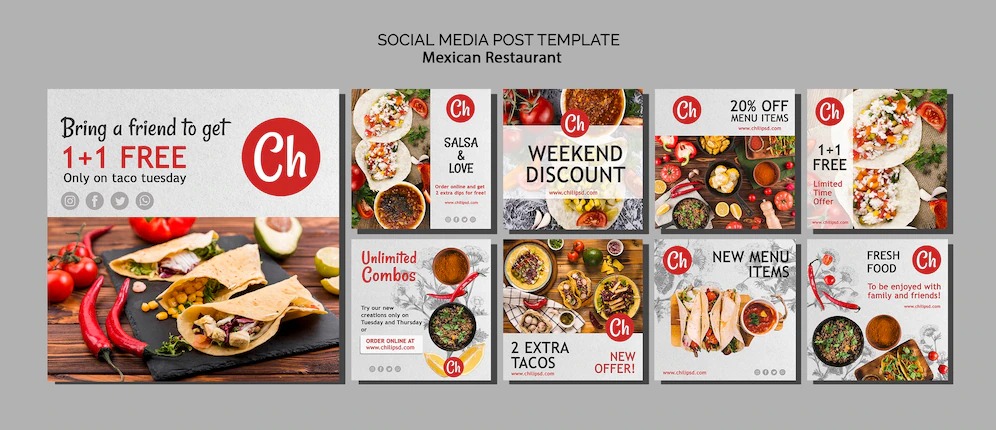 SOCIAL MEDIA POST TEMPLATE
Mexican Restaurant
Bring a friend to get
1+1 FREE
Only on taco tuesday
Ch
Ch
SALSA
&
LOVE
Order online and get
2 extra dips for free!
www.chilipsd.com
Ch
WEEKEND
DISCOUNT
www.chilipsd.com
Ch
20% OFF
MENU ITEMS
www.chilipsd.com
Ch
1+1
FREE
Limited
Time
Offer
Unlimited
Combos
Try our new
creations only on
Tuesday and Thursday
or
ORDER ONLINE AT
www.chilipsd.com
Ch
Ch
2 EXTRA
TACOS
www.chilipsd.com
NEW
OFFER!
Ch
NEW MENU
ITEMS
www.chilipsd.com
FRESH
FOOD
Ch
To be enjoyed with
family and friends!
www.chilipsd.com